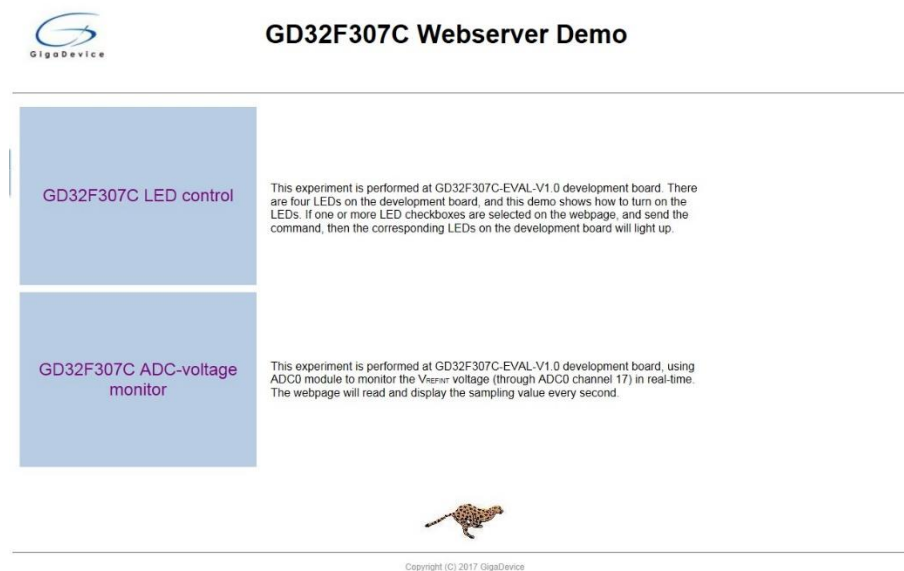 GigaDevice
GD32F307C Webserver Demo
GD32F307C LED control
This experiment is performed at GD32F307C-EVAL-V1.0 development board. There
are four LEDs on the development board, and this demo shows how to turn on the
LEDs. If one or more LED checkboxes are selected on the webpage, and send the
command, then the corresponding LEDs on the development board will light up.
GD32F307C ADC-voltage
monitor
This experiment is performed at GD32F307C-EVAL-V1.0 development board, using
ADC0 module to monitor the VREFINT voltage (through ADC0 channel 17) in real-time.
The webpage will read and display the sampling value every second.
Copyright (C) 2017 GigaDevice